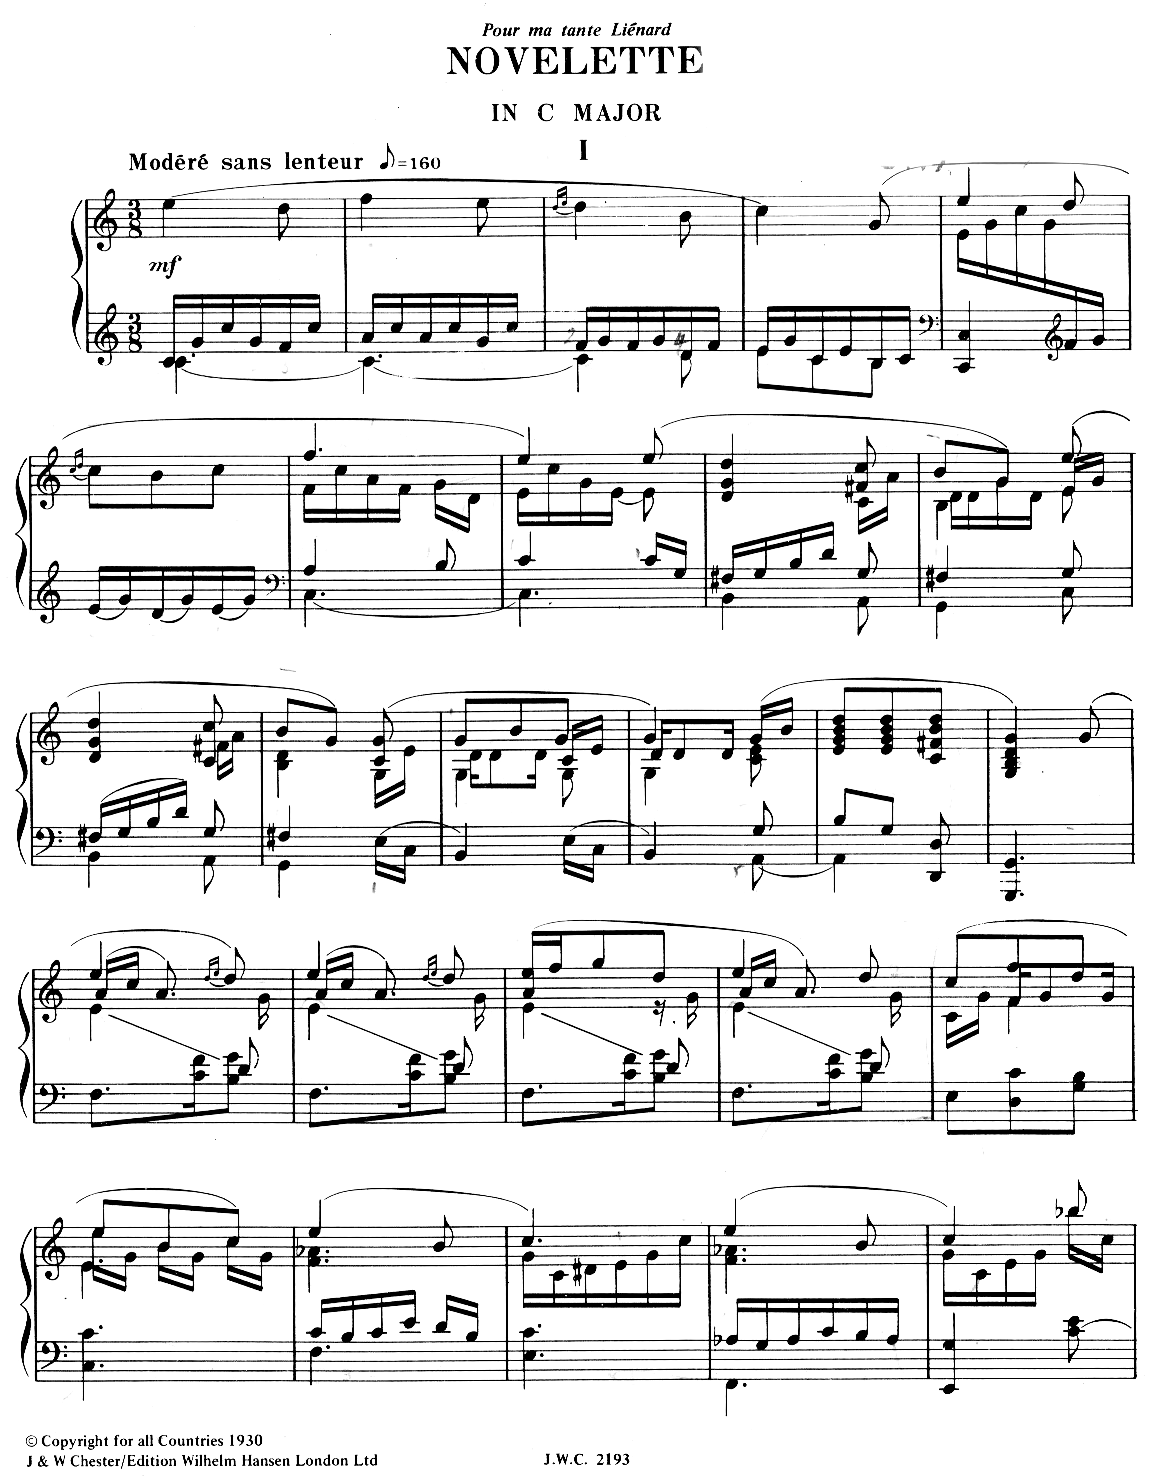 Pour ma tante Liénard
NOVELETTE
IN C MAJOR
I
Modéré sans lenteur ♪=160
mf
© Copyright for all Countries 1930
J & W Chester/Edition Wilhelm Hansen London Ltd
J.W.C. 2193